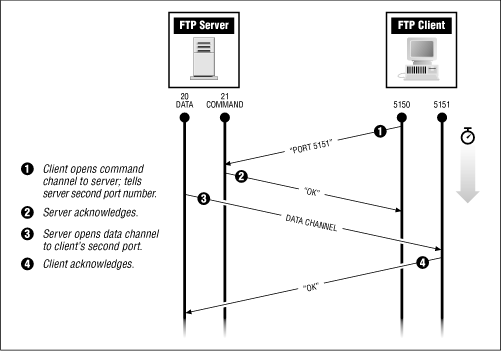 FTP Server
FTP Client
20
DATA
21
COMMAND
5150
5151
1
"PORT 5151"
2
"OK"
3
DATA CHANNEL
4
"OK"
1 Client opens command
channel to server; tells
server second port number.
2 Server acknowledges.
3 Server opens data channel
to client's second port.
4 Client acknowledges.